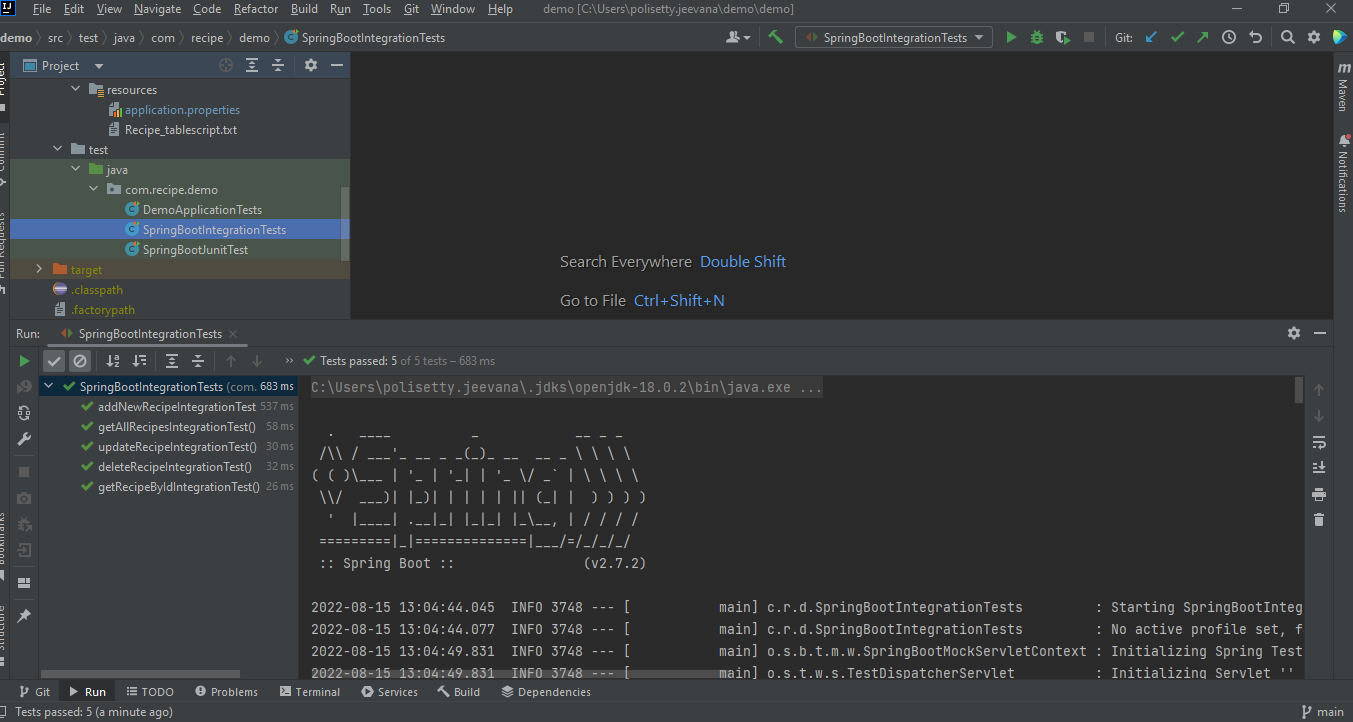 File Edit View Navigate Code Refactor Build Run Tools Git Window Help demo [C:\Users\polisetty.jeevana\demo\demo]
demo src test java com recipe demo SpringBootIntegrationTests SpringBootIntegrationTests Git:
Project
resources
application.properties
Recipe_tablescript.txt
test
java
com.recipe.demo
DemoApplicationTests
SpringBootIntegrationTests
SpringBootJunitTest
target
.classpath
.factorypath
Search Everywhere Double Shift
Go to File Ctrl+Shift+N
Maven
Notifications
Run: SpringBootIntegrationTests
Tests passed: 5 of 5 tests – 683 ms
SpringBootIntegrationTests (com. 683 ms
addNewRecipeIntegrationTest 537 ms
getAllRecipesIntegrationTest() 58 ms
updateRecipeIntegrationTest() 30 ms
deleteRecipeIntegrationTest() 32 ms
getRecipeByIdIntegrationTest() 26 ms
C:\Users\polisetty.jeevana\.jdks\openjdk-18.0.2\bin\java.exe ...
:: Spring Boot :: (v2.7.2)
2022-08-15 13:04:44.045 INFO 3748 --- [ main] c.r.d.SpringBootIntegrationTests : Starting SpringBootInteg
2022-08-15 13:04:44.077 INFO 3748 --- [ main] c.r.d.SpringBootIntegrationTests : No active profile set, f
2022-08-15 13:04:49.831 INFO 3748 --- [ main] o.s.b.t.m.w.SpringBootMockServletContext : Initializing Spring Test
2022-08-15 13:04:49.831 INFO 3748 --- [ main] o.s.t.w.s.TestDispatcherServlet : Initializing Servlet ''
Git Run TODO Problems Terminal Services Build Dependencies
Tests passed: 5 (a minute ago) main